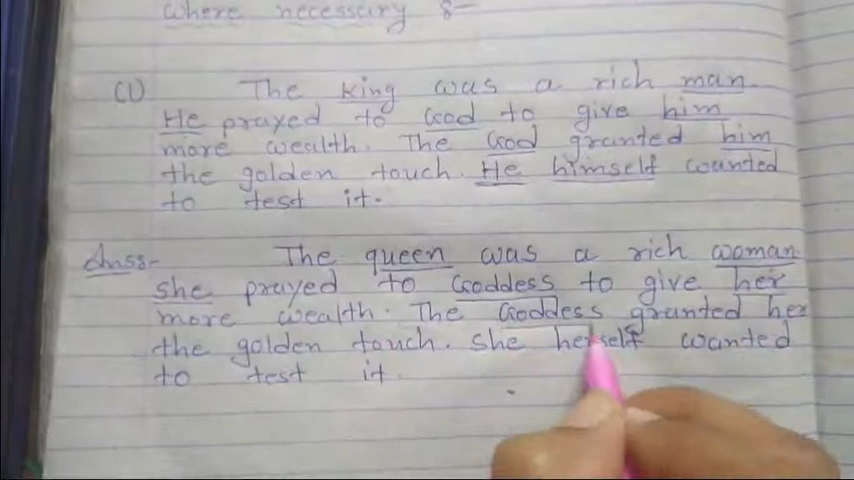 where necessary :-
(1) The king was a rich man.
He prayed to God to give him
more wealth. The God granted him
the golden touch. He himself wanted
to test it.
Ans:- The queen was a rich woman.
she prayed to Goddess to give her
more wealth. The Goddess granted her
the golden touch. she herself wanted
to test it.